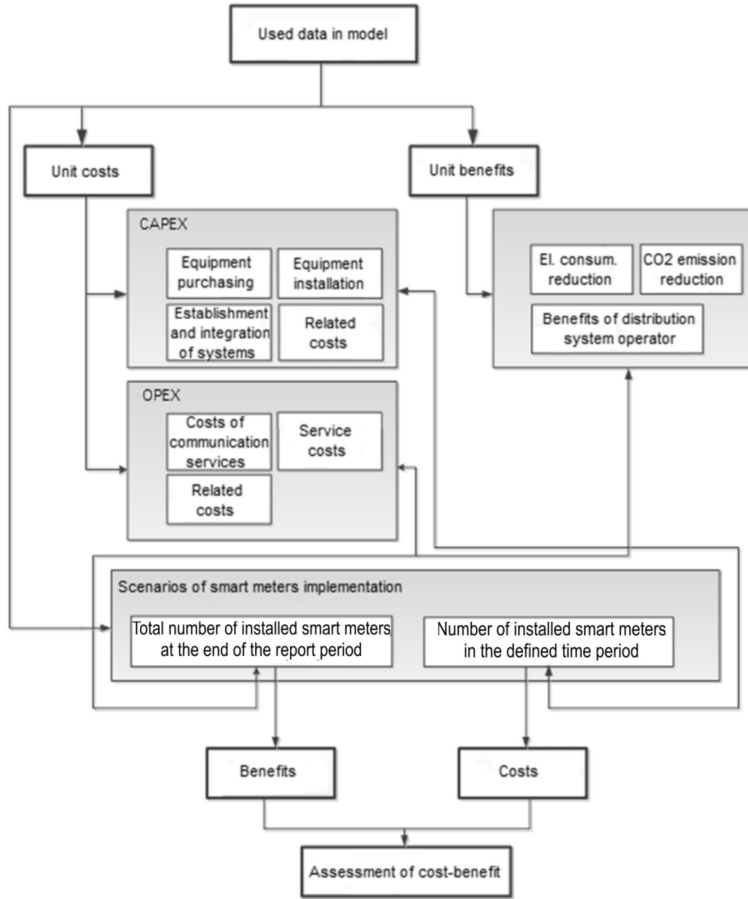 Used data in model
Unit costs
Unit benefits
CAPEX
Equipment
purchasing
Equipment
installation
Establishment
and integration
of systems
Related
costs
El. consum.
reduction
CO2 emission
reduction
Benefits of distribution
system operator
OPEX
Costs of
communication
services
Service
costs
Related
costs
Scenarios of smart meters implementation
Total number of installed smart meters
at the end of the report period
Number of installed smart meters
in the defined time period
Benefits
Costs
Assessment of cost-benefit